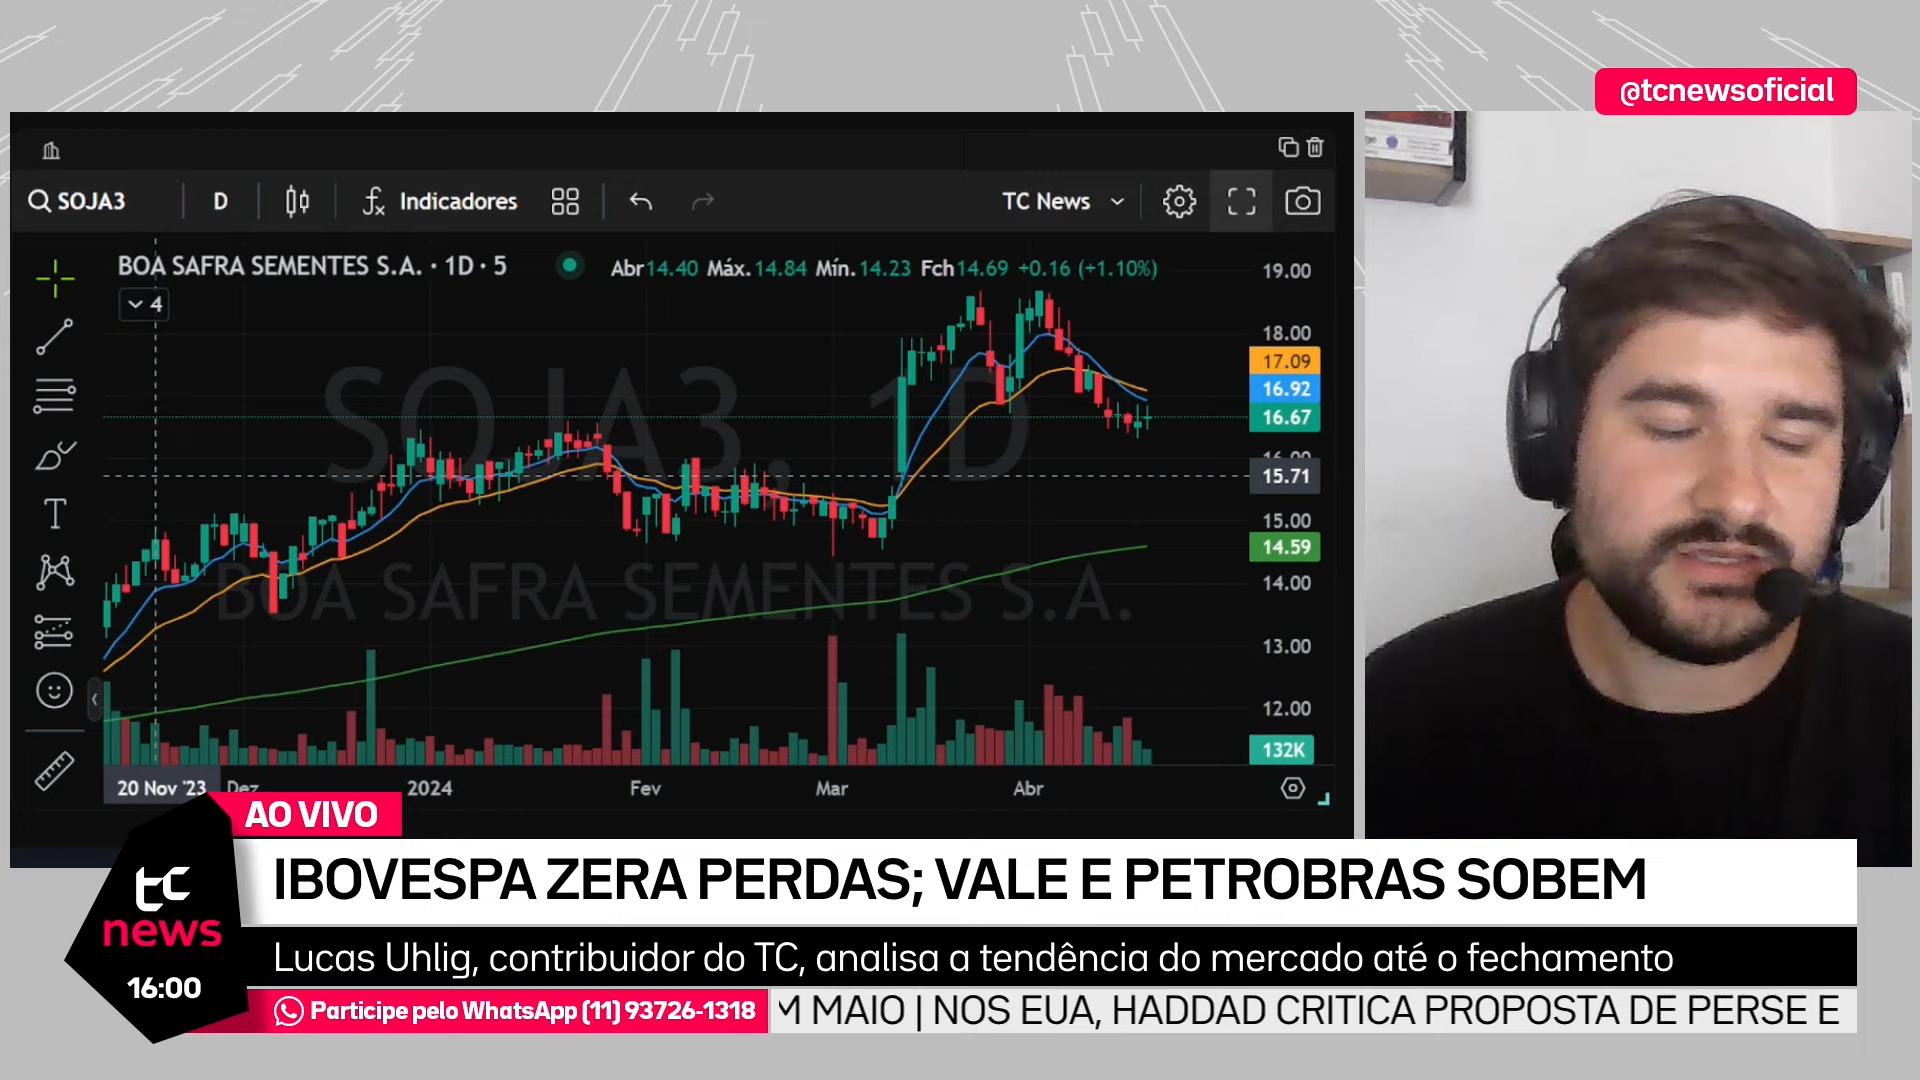 @tcnewsoficial
SOJA3
D
Indicadores
TC News
BOA SAFRA SEMENTES S.A. · 1D · 5
Abr14.40 Máx.14.84 Mín.14.23 Fch14.69 +0.16 (+1.10%)
4
19.00
18.00
17.09
16.92
16.67
16.00
15.71
15.00
14.59
14.00
13.00
12.00
132K
SOJA3, 1D
BOA SAFRA SEMENTES S.A.
20 Nov '23 Dez 2024 Fev Mar Abr
AO VIVO
IBOVESPA ZERA PERDAS; VALE E PETROBRAS SOBEM
Lucas Uhlig, contribuidor do TC, analisa a tendência do mercado até o fechamento
tc
news
16:00
Participe pelo WhatsApp (11) 93726-1318
M MAIO | NOS EUA, HADDAD CRITICA PROPOSTA DE PERSE E